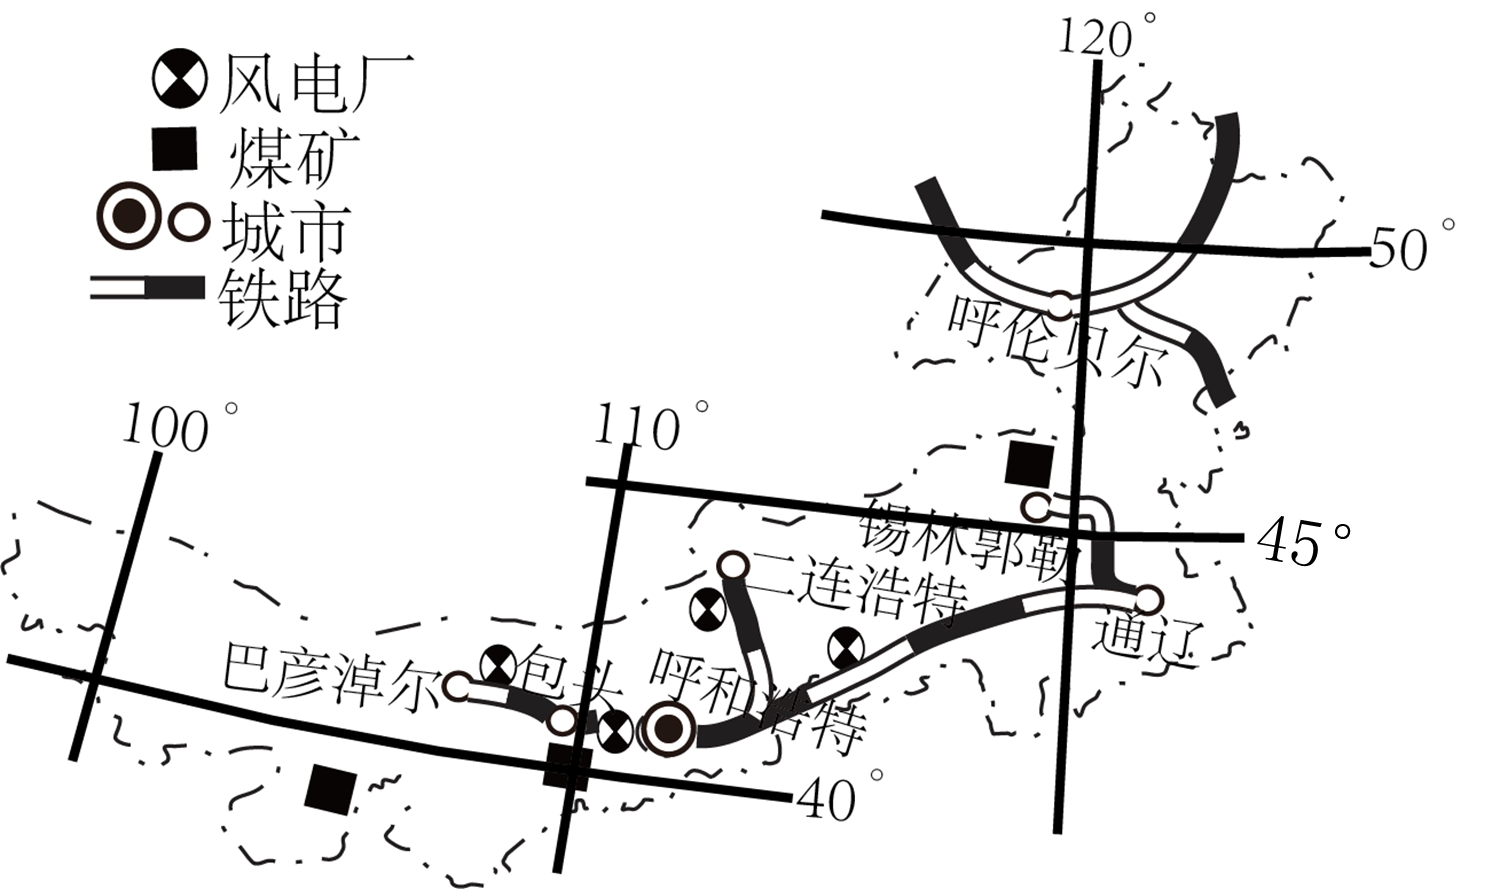 120°
风电厂
煤矿
城市
铁路
50°
呼伦贝尔
100°
110°
45°
锡林郭勒
二连浩特
通辽
巴彦淖尔
包头
呼和浩特
40°